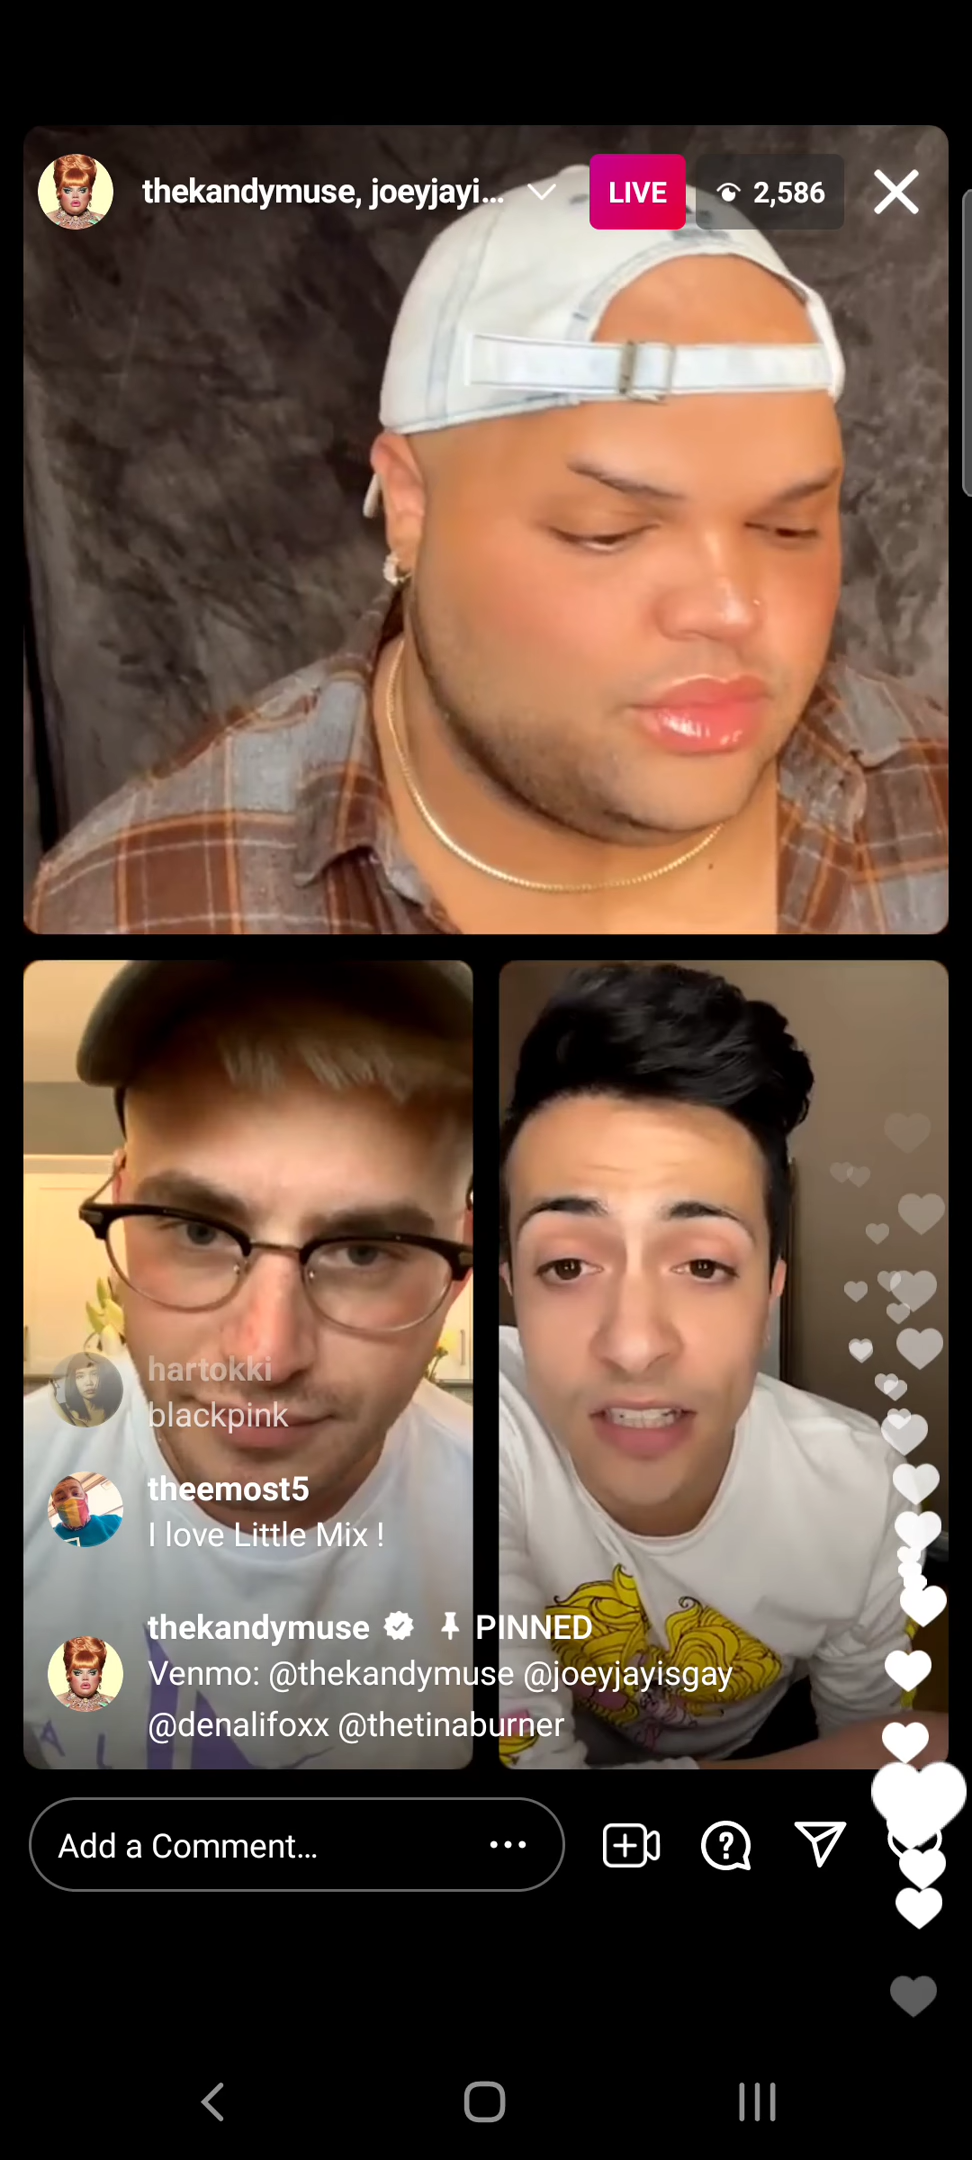 thekandymuse, joeyjayi...
LIVE
2,586
hartokki
blackpink
theemost5
I love Little Mix !
thekandymuse PINNED
Venmo: @thekandymuse @joeyjayisgay
@denalifoxx @thetinaburner
A L
Add a Comment...